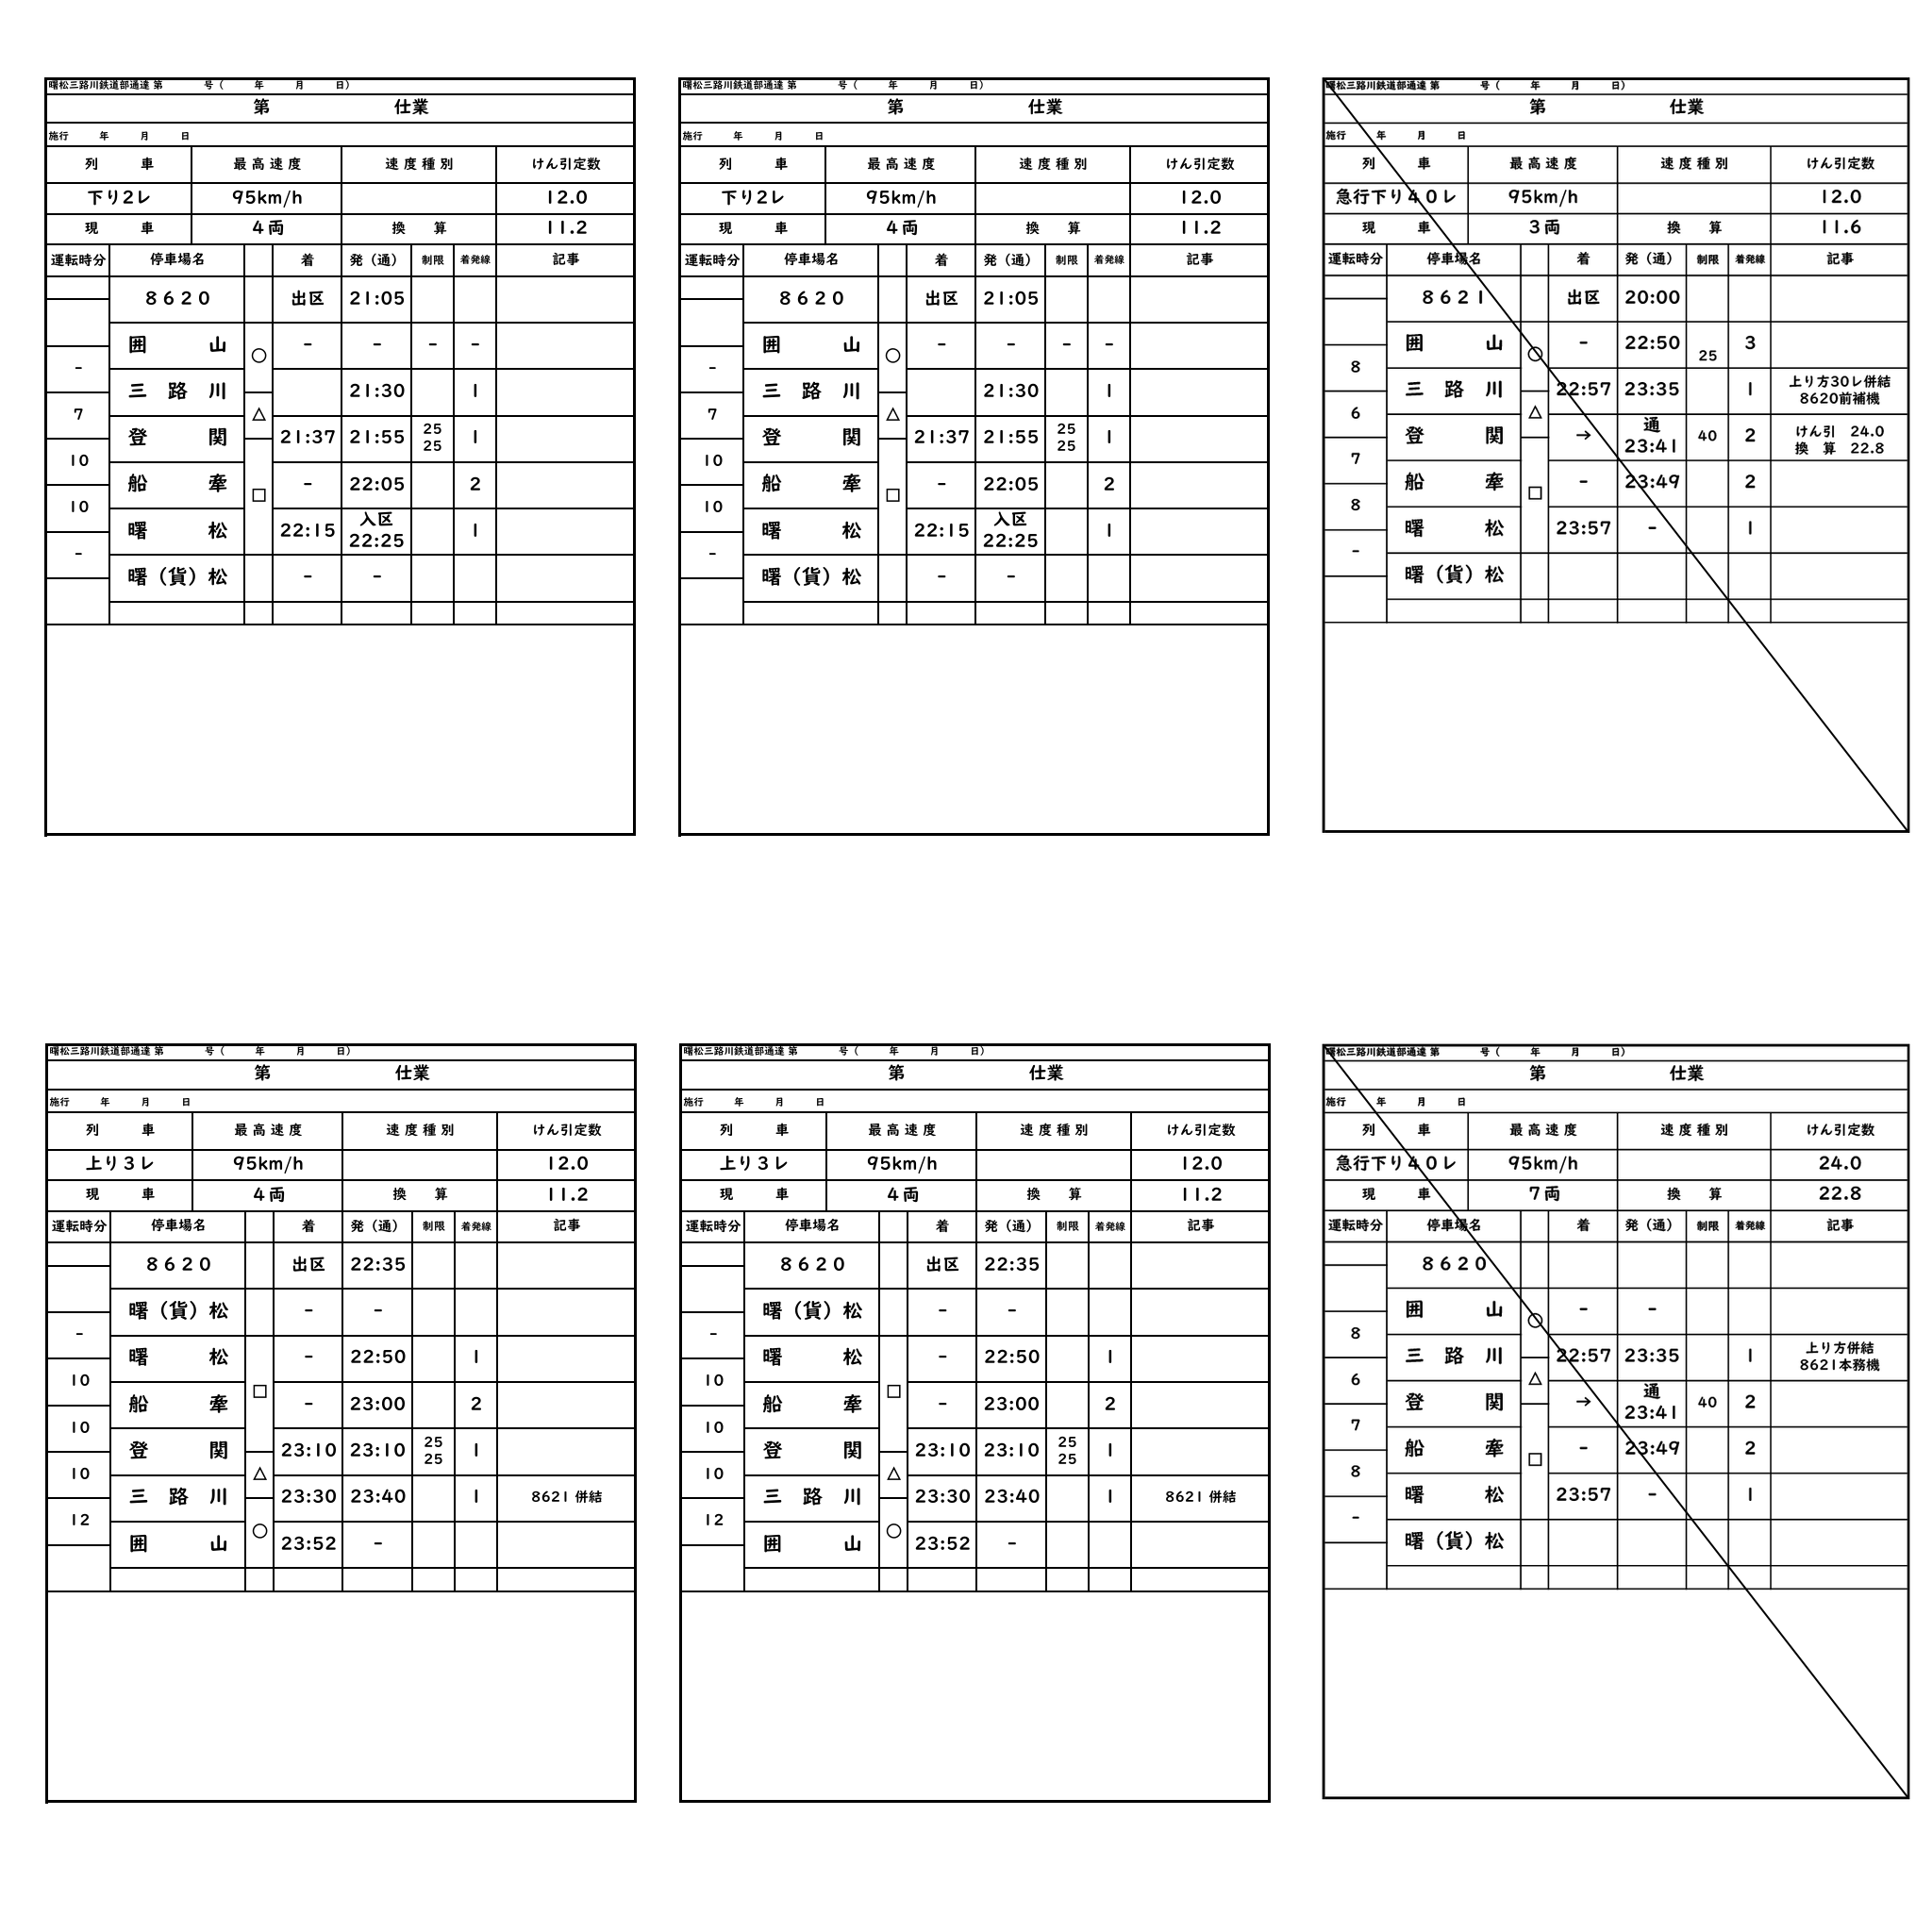 曙松三路川鉄道部通達 第　　　号（　　年　　月　　日）
第　　　　仕業
施行　　年　　月　　日
列　車　最高速度　速度種別　けん引定数
下り2レ　95km/h　12.0
現　車　4両　換　算　11.2
運転時分　停車場名　着　発（通）　制限　着発線　記事
8620　出区　21:05
囲　山　○　-　-　-　-
-
三　路　川　21:30　1
7　△
登　関　21:37　21:55　25　25　1
10
船　牽　-　22:05　2
10　□
曙　松　22:15　入区　22:25　1
-
曙（貨）松　-　-
曙松三路川鉄道部通達 第　　　号（　　年　　月　　日）
第　　　　仕業
施行　　年　　月　　日
列　車　最高速度　速度種別　けん引定数
下り2レ　95km/h　12.0
現　車　4両　換　算　11.2
運転時分　停車場名　着　発（通）　制限　着発線　記事
8620　出区　21:05
囲　山　○　-　-　-　-
-
三　路　川　21:30　1
7　△
登　関　21:37　21:55　25　25　1
10
船　牽　-　22:05　2
10　□
曙　松　22:15　入区　22:25　1
-
曙（貨）松　-　-
曙松三路川鉄道部通達 第　　　号（　　年　　月　　日）
第　　　　仕業
施行　　年　　月　　日
列　車　最高速度　速度種別　けん引定数
急行下り40レ　95km/h　12.0
現　車　3両　換　算　11.6
運転時分　停車場名　着　発（通）　制限　着発線　記事
8621　出区　20:00
囲　山　○　-　22:50　25　3
8
三　路　川　22:57　23:35　1　上り方30レ併結　8620前補機
6　△
登　関　→　通　23:41　40　2　けん引　24.0　換　算　22.8
7
船　牽　-　23:49　2
8　□
曙　松　23:57　-　1
-
曙（貨）松
曙松三路川鉄道部通達 第　　　号（　　年　　月　　日）
第　　　　仕業
施行　　年　　月　　日
列　車　最高速度　速度種別　けん引定数
上り3レ　95km/h　12.0
現　車　4両　換　算　11.2
運転時分　停車場名　着　発（通）　制限　着発線　記事
8620　出区　22:35
曙（貨）松　-　-
-
曙　松　-　22:50　1
10　□
船　牽　-　23:00　2
10
登　関　23:10　23:10　25　25　1
10　△
三　路　川　23:30　23:40　1　8621 併結
12　○
囲　山　23:52　-
曙松三路川鉄道部通達 第　　　号（　　年　　月　　日）
第　　　　仕業
施行　　年　　月　　日
列　車　最高速度　速度種別　けん引定数
上り3レ　95km/h　12.0
現　車　4両　換　算　11.2
運転時分　停車場名　着　発（通）　制限　着発線　記事
8620　出区　22:35
曙（貨）松　-　-
-
曙　松　-　22:50　1
10　□
船　牽　-　23:00　2
10
登　関　23:10　23:10　25　25　1
10　△
三　路　川　23:30　23:40　1　8621 併結
12　○
囲　山　23:52　-
曙松三路川鉄道部通達 第　　　号（　　年　　月　　日）
第　　　　仕業
施行　　年　　月　　日
列　車　最高速度　速度種別　けん引定数
急行下り40レ　95km/h　24.0
現　車　7両　換　算　22.8
運転時分　停車場名　着　発（通）　制限　着発線　記事
8620
囲　山　○　-　-
8
三　路　川　22:57　23:35　1　上り方併結　8621本務機
6　△
登　関　→　通　23:41　40　2
7
船　牽　-　23:49　2
8　□
曙　松　23:57　-　1
-
曙（貨）松